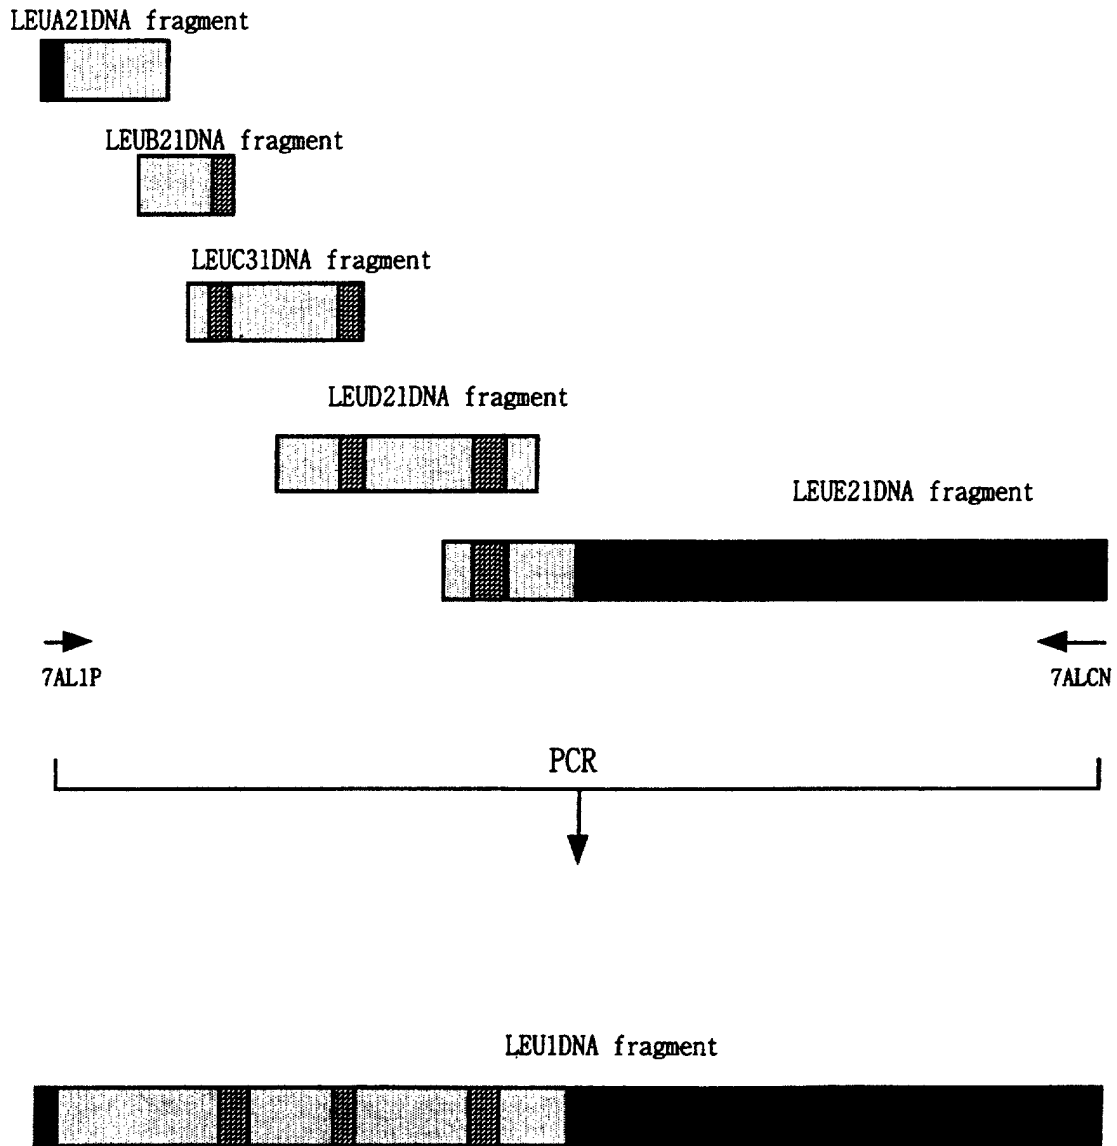 LEUA21DNA fragment
LEUB21DNA fragment
LEUC31DNA fragment
LEUD21DNA fragment
LEUE21DNA fragment
7AL1P
7ALCN
PCR
LEU1DNA fragment